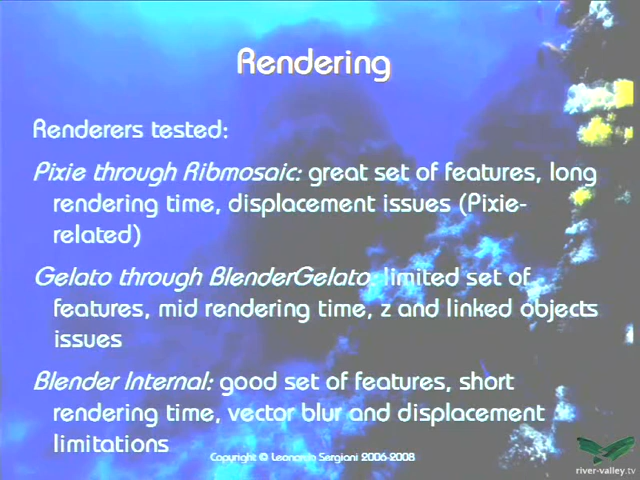 Rendering
Renderers tested:
Pixie through Ribmosaic: great set of features, long
rendering time, displacement issues (Pixie-
related)
Gelato through BlenderGelato: limited set of
features, mid rendering time, z and linked objects
issues
Blender Internal: good set of features, short
rendering time, vector blur and displacement
limitations
Copyright © Leonardo Sergiani 2006-2008
river-valley.tv